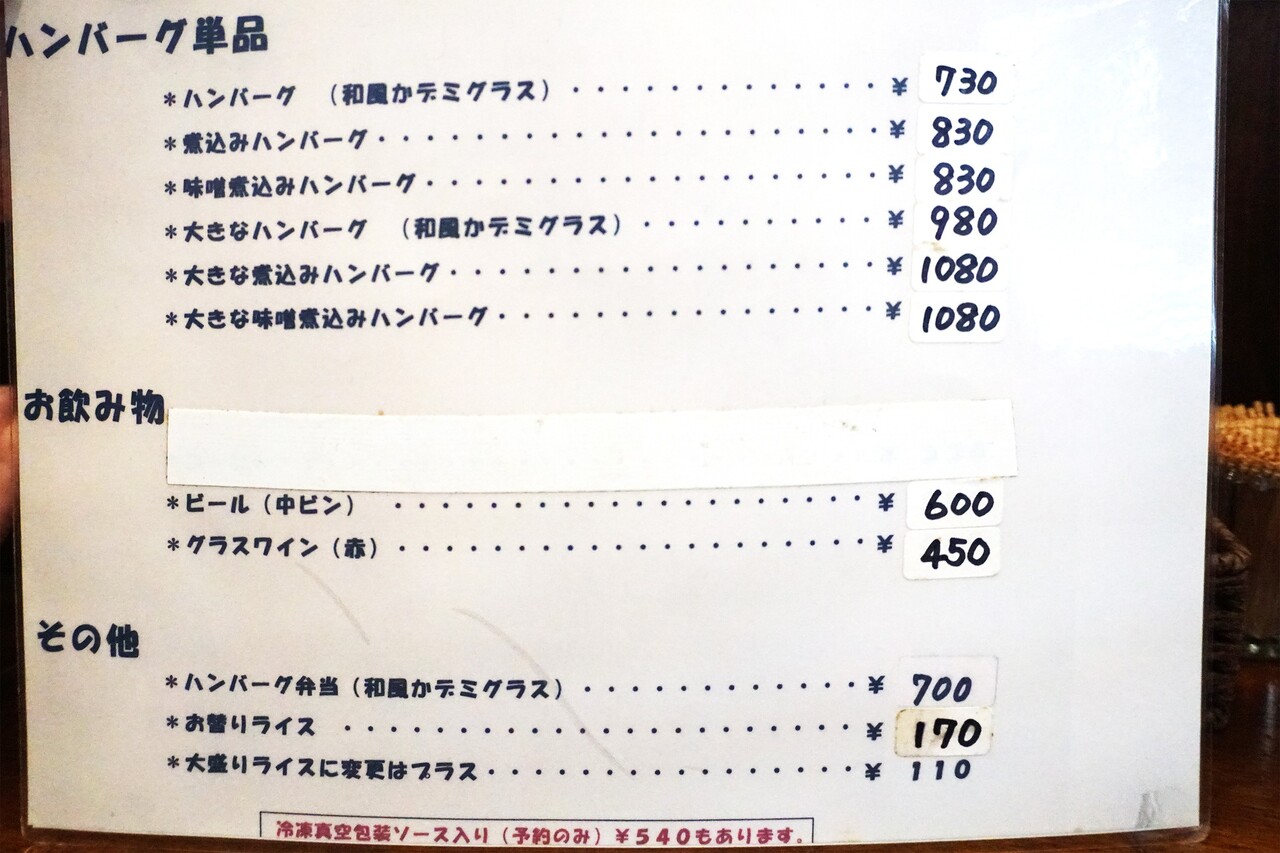 ハンバーグ単品
＊ハンバーグ （和風かデミグラス）・・・・・・・・・・・・・¥ 730
＊煮込みハンバーグ・・・・・・・・・・・・・・・・・・・・・・¥ 830
＊味噌煮込みハンバーグ・・・・・・・・・・・・・・・・・・・・¥ 830
＊大きなハンバーグ （和風かデミグラス）・・・・・・・・・・¥ 980
＊大きな煮込みハンバーグ・・・・・・・・・・・・・・・・・・¥ 1080
＊大きな味噌煮込みハンバーグ・・・・・・・・・・・・・・・・¥ 1080
お飲み物
＊ビール（中ビン） ・・・・・・・・・・・・・・・・・・・・¥ 600
＊グラスワイン（赤）・・・・・・・・・・・・・・・・・・・・¥ 450
その他
＊ハンバーグ弁当（和風かデミグラス）・・・・・・・・・・・・¥ 700
＊お替りライス ・・・・・・・・・・・・・・・・・・・・・・¥ 170
＊大盛りライスに変更はプラス・・・・・・・・・・・・・・・・¥ 110
冷凍真空包装ソース入り（予約のみ）¥540もあります。